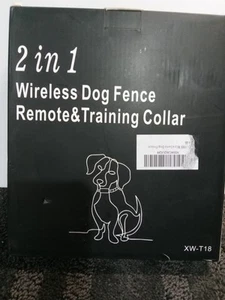 2 in 1
Wireless Dog Fence
Remote&Training Collar
XW-T18